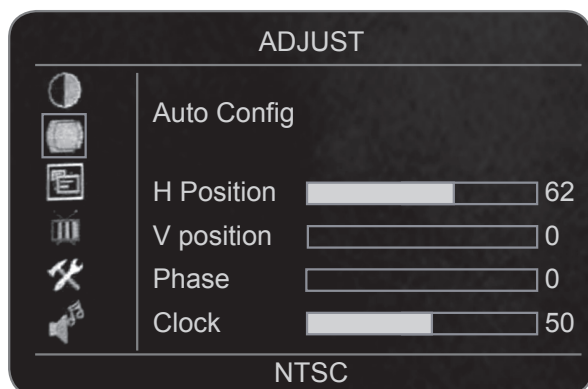 ADJUST
Auto Config
H Position 62
V position 0
Phase 0
Clock 50
NTSC